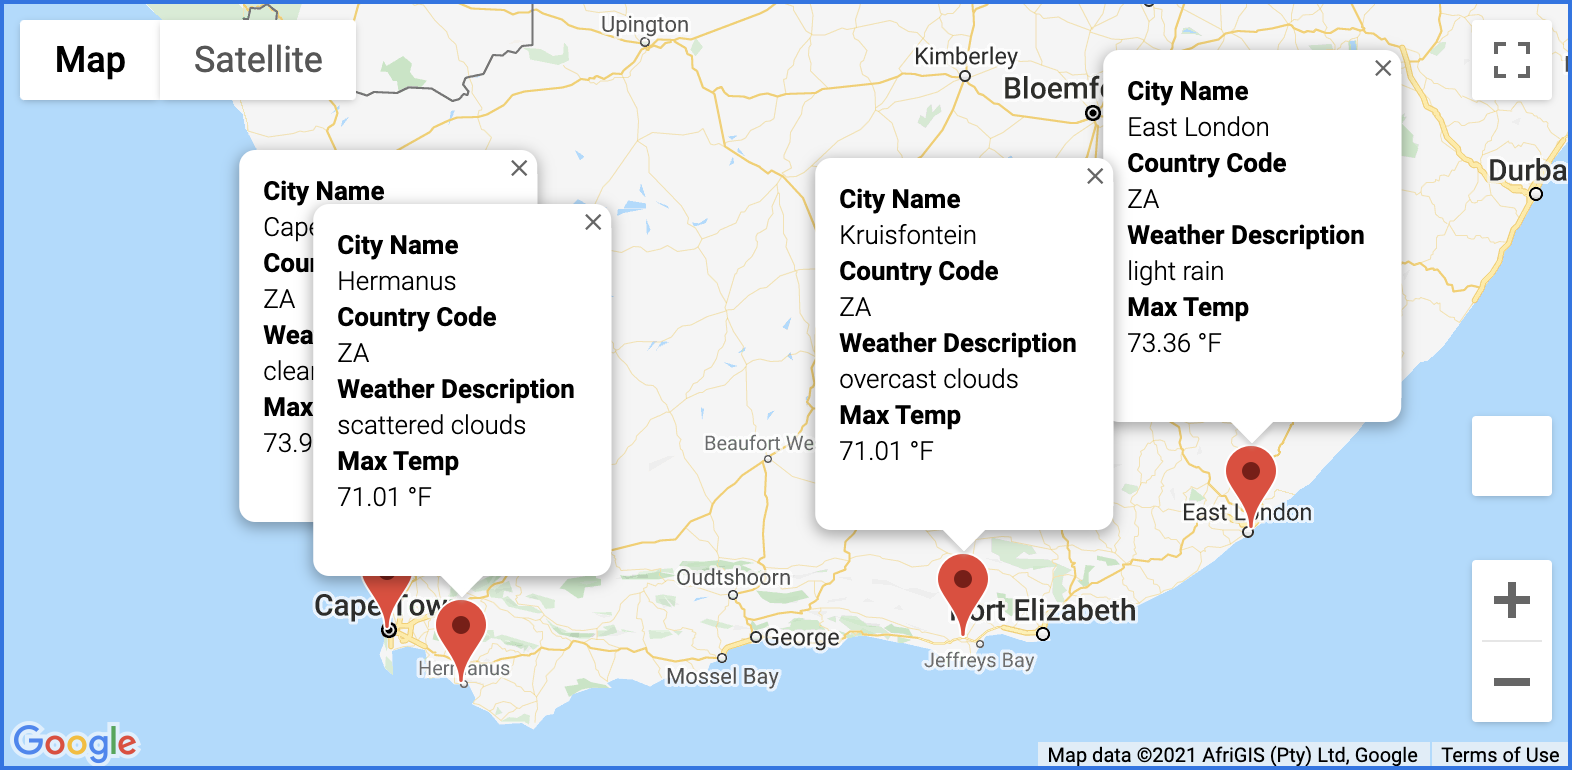 Map
Satellite
Upington
Kimberley
Bloemf
Durba
City Name
Cape
Cour
ZA
Wea
clear
Max
73.9
City Name
Hermanus
Country Code
ZA
Weather Description
scattered clouds
Max Temp
71.01 °F
City Name
Kruisfontein
Country Code
ZA
Weather Description
overcast clouds
Max Temp
71.01 °F
City Name
East London
Country Code
ZA
Weather Description
light rain
Max Temp
73.36 °F
Beaufort We
East London
Oudtshoorn
Cape Tow
Port Elizabeth
George
Hermanus
Mossel Bay
Jeffreys Bay
Google
Map data ©2021 AfriGIS (Pty) Ltd, Google
Terms of Use